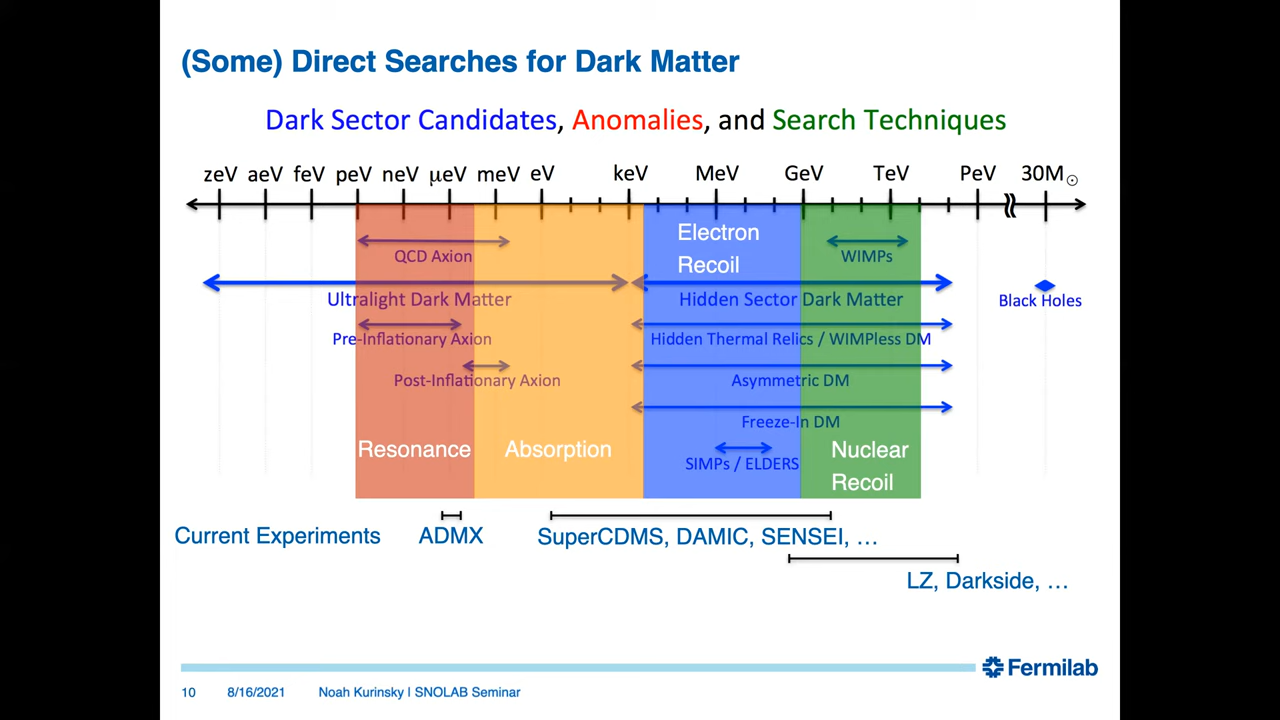 (Some) Direct Searches for Dark Matter
Dark Sector Candidates, Anomalies, and Search Techniques
zeV aeV feV peV neV µeV meV eV keV MeV GeV TeV PeV 30M☉
Electron
Recoil
QCD Axion
WIMPs
Ultralight Dark Matter
Hidden Sector Dark Matter
Black Holes
Pre-Inflationary Axion
Hidden Thermal Relics / WIMPless DM
Post-Inflationary Axion
Asymmetric DM
Freeze-In DM
Resonance
Absorption
SIMPs / ELDERS
Nuclear
Recoil
Current Experiments
ADMX
SuperCDMS, DAMIC, SENSEI, …
LZ, Darkside, …
Fermilab
10 8/16/2021 Noah Kurinsky | SNOLAB Seminar